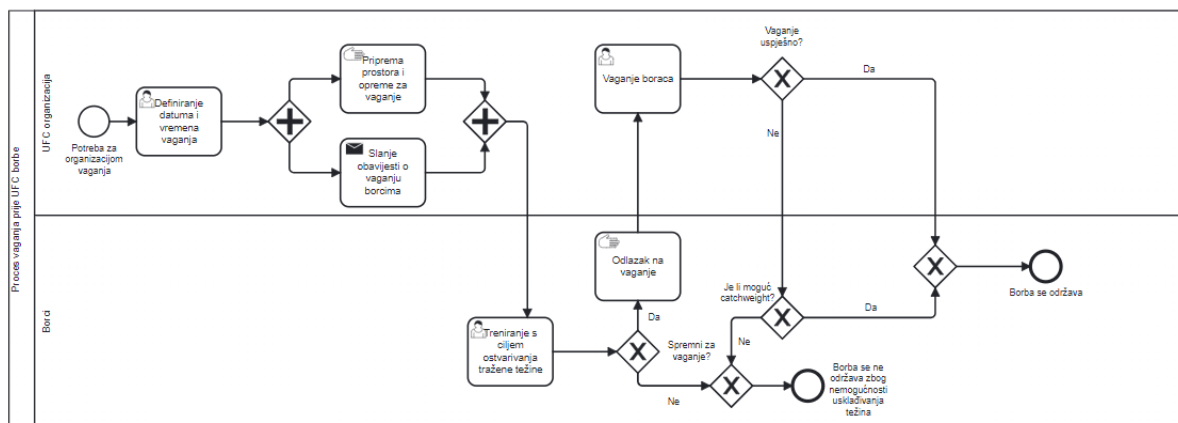 Proces vaganja prije UFC borbe
UFC organizacija
Potreba za
organizacijom
vaganja
Definiranje
datuma i
vremena
vaganja
Priprema
prostora i
opreme za
vaganje
Slanje
obavijesti o
vaganju
borcima
Vaganje boraca
Vaganje
uspješno?
Da
Ne
Borci
Treniranje s
ciljem
ostvarivanja
tražene težine
Odlazak na
vaganje
Da
Spremni za
vaganje?
Ne
Je li moguć
catchweight?
Da
Ne
Borba se održava
Borba se ne
održava zbog
nemogućnosti
usklađivanja
težina